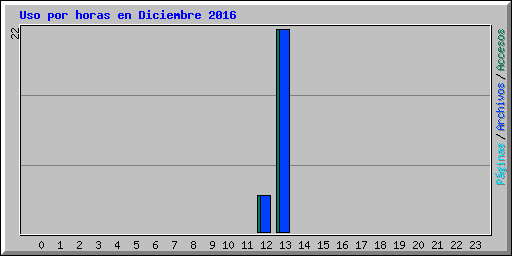 Uso por horas en Diciembre 2016
22
Páginas/Archivos/Accesos
0 1 2 3 4 5 6 7 8 9 10 11 12 13 14 15 16 17 18 19 20 21 22 23